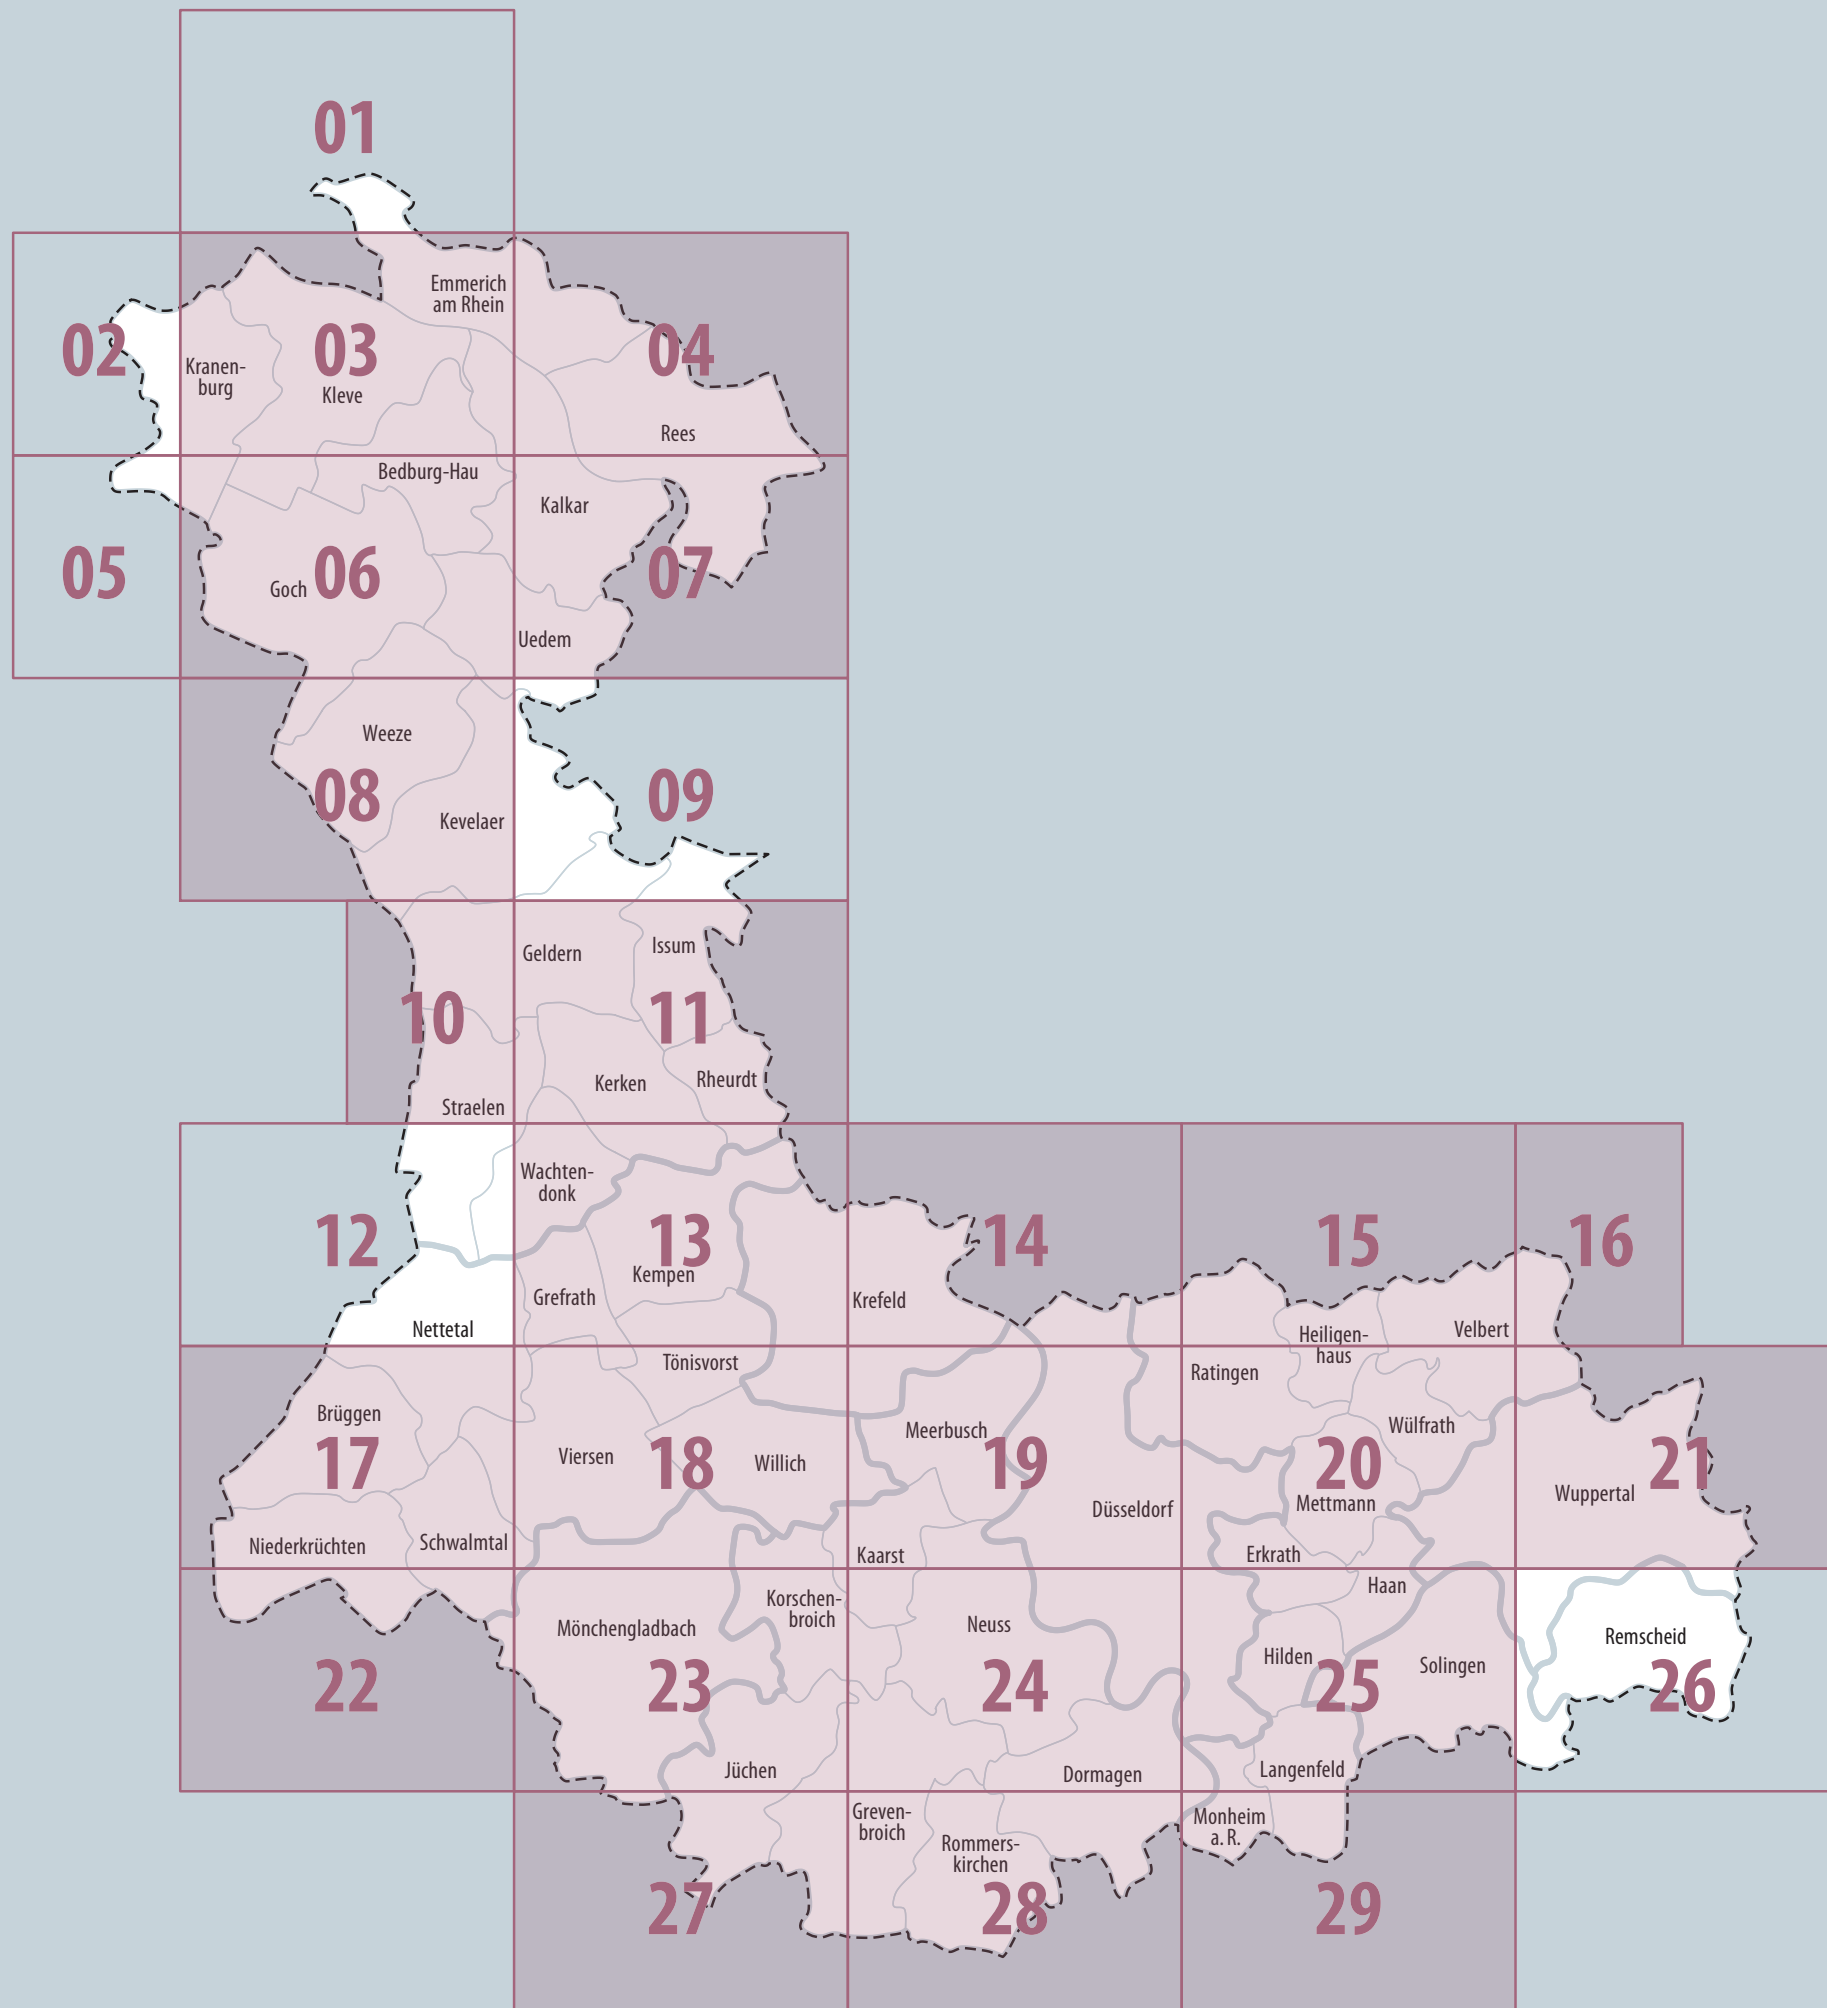 01
Emmerich
am Rhein
02
03
04
Kranen-
burg
Kleve
Rees
Bedburg-Hau
Kalkar
05
06
07
Goch
Uedem
Weeze
08
09
Kevelaer
Geldern
Issum
10
11
Kerken
Rheurdt
Straelen
Wachten-
donk
12
13
14
15
16
Kempen
Grefrath
Krefeld
Nettetal
Heiligen-
haus
Velbert
Tönisvorst
Ratingen
Brüggen
Meerbusch
Wülfrath
17
Viersen
18
Willich
19
20
21
Düsseldorf
Mettmann
Wuppertal
Niederkrüchten
Schwalmtal
Kaarst
Erkrath
Haan
Korschen-
broich
Mönchengladbach
Neuss
Remscheid
Hilden
Solingen
22
23
24
25
26
Jüchen
Dormagen
Langenfeld
Greven-
broich
Monheim
a. R.
Rommers-
kirchen
27
28
29